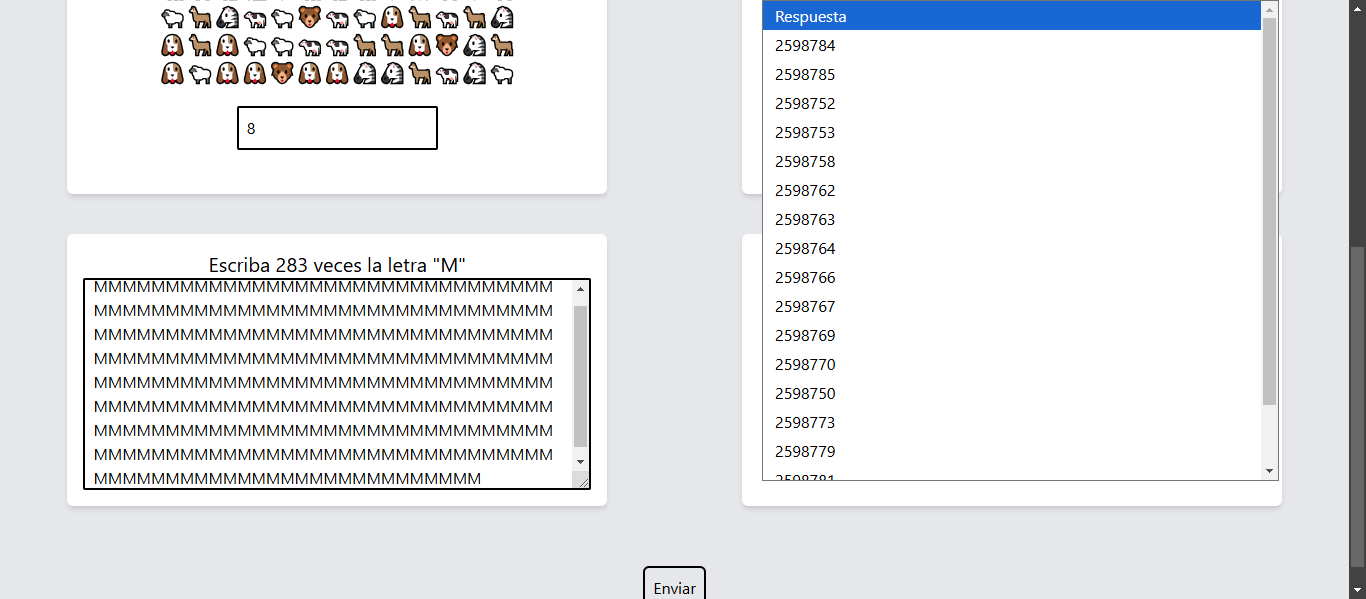 8
Escriba 283 veces la letra "M"
MMMMMMMMMMMMMMMMMMMMMMMMMMMMMMMM
MMMMMMMMMMMMMMMMMMMMMMMMMMMMMMMM
MMMMMMMMMMMMMMMMMMMMMMMMMMMMMMMM
MMMMMMMMMMMMMMMMMMMMMMMMMMMMMMMM
MMMMMMMMMMMMMMMMMMMMMMMMMMMMMMMM
MMMMMMMMMMMMMMMMMMMMMMMMMMMMMMMM
MMMMMMMMMMMMMMMMMMMMMMMMMMMMMMMM
MMMMMMMMMMMMMMMMMMMMMMMMMMMMMMMM
MMMMMMMMMMMMMMMMMMMMMMMMMMM
Respuesta
2598784
2598785
2598752
2598753
2598758
2598762
2598763
2598764
2598766
2598767
2598769
2598770
2598750
2598773
2598779
2598781
Enviar